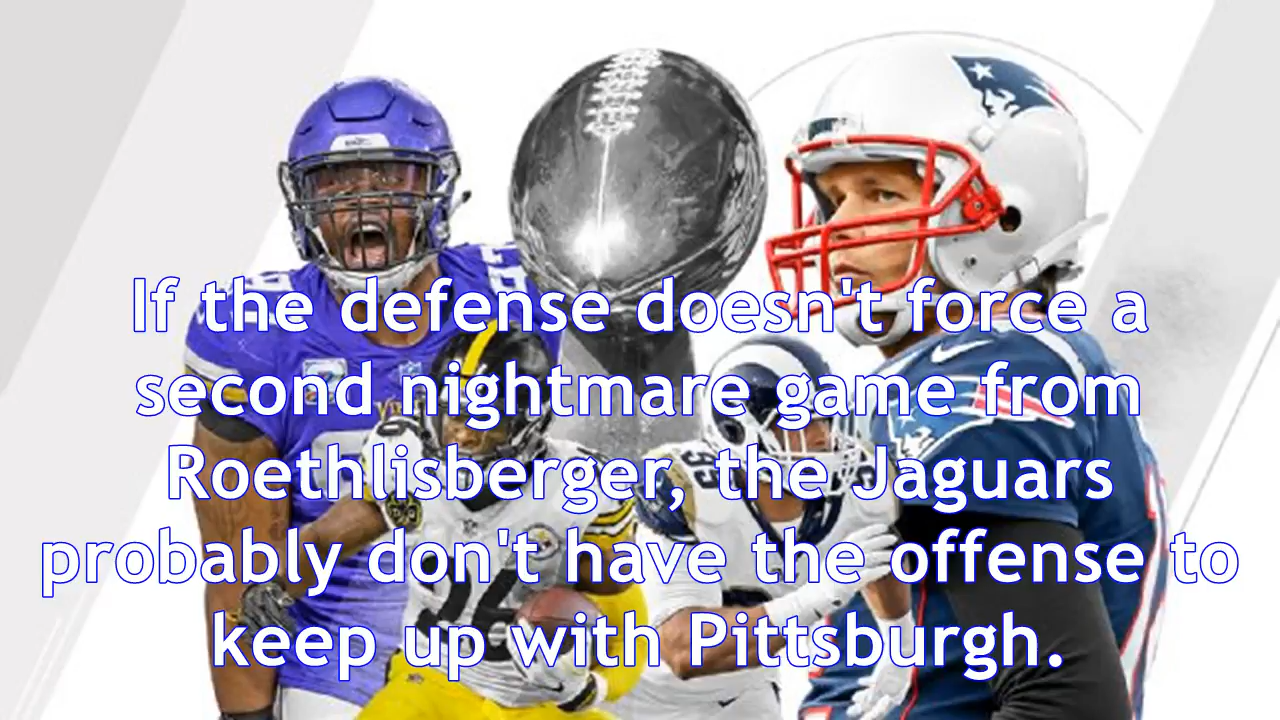 If the defense doesn't force a
second nightmare game from
Roethlisberger, the Jaguars
probably don't have the offense to
keep up with Pittsburgh.
26